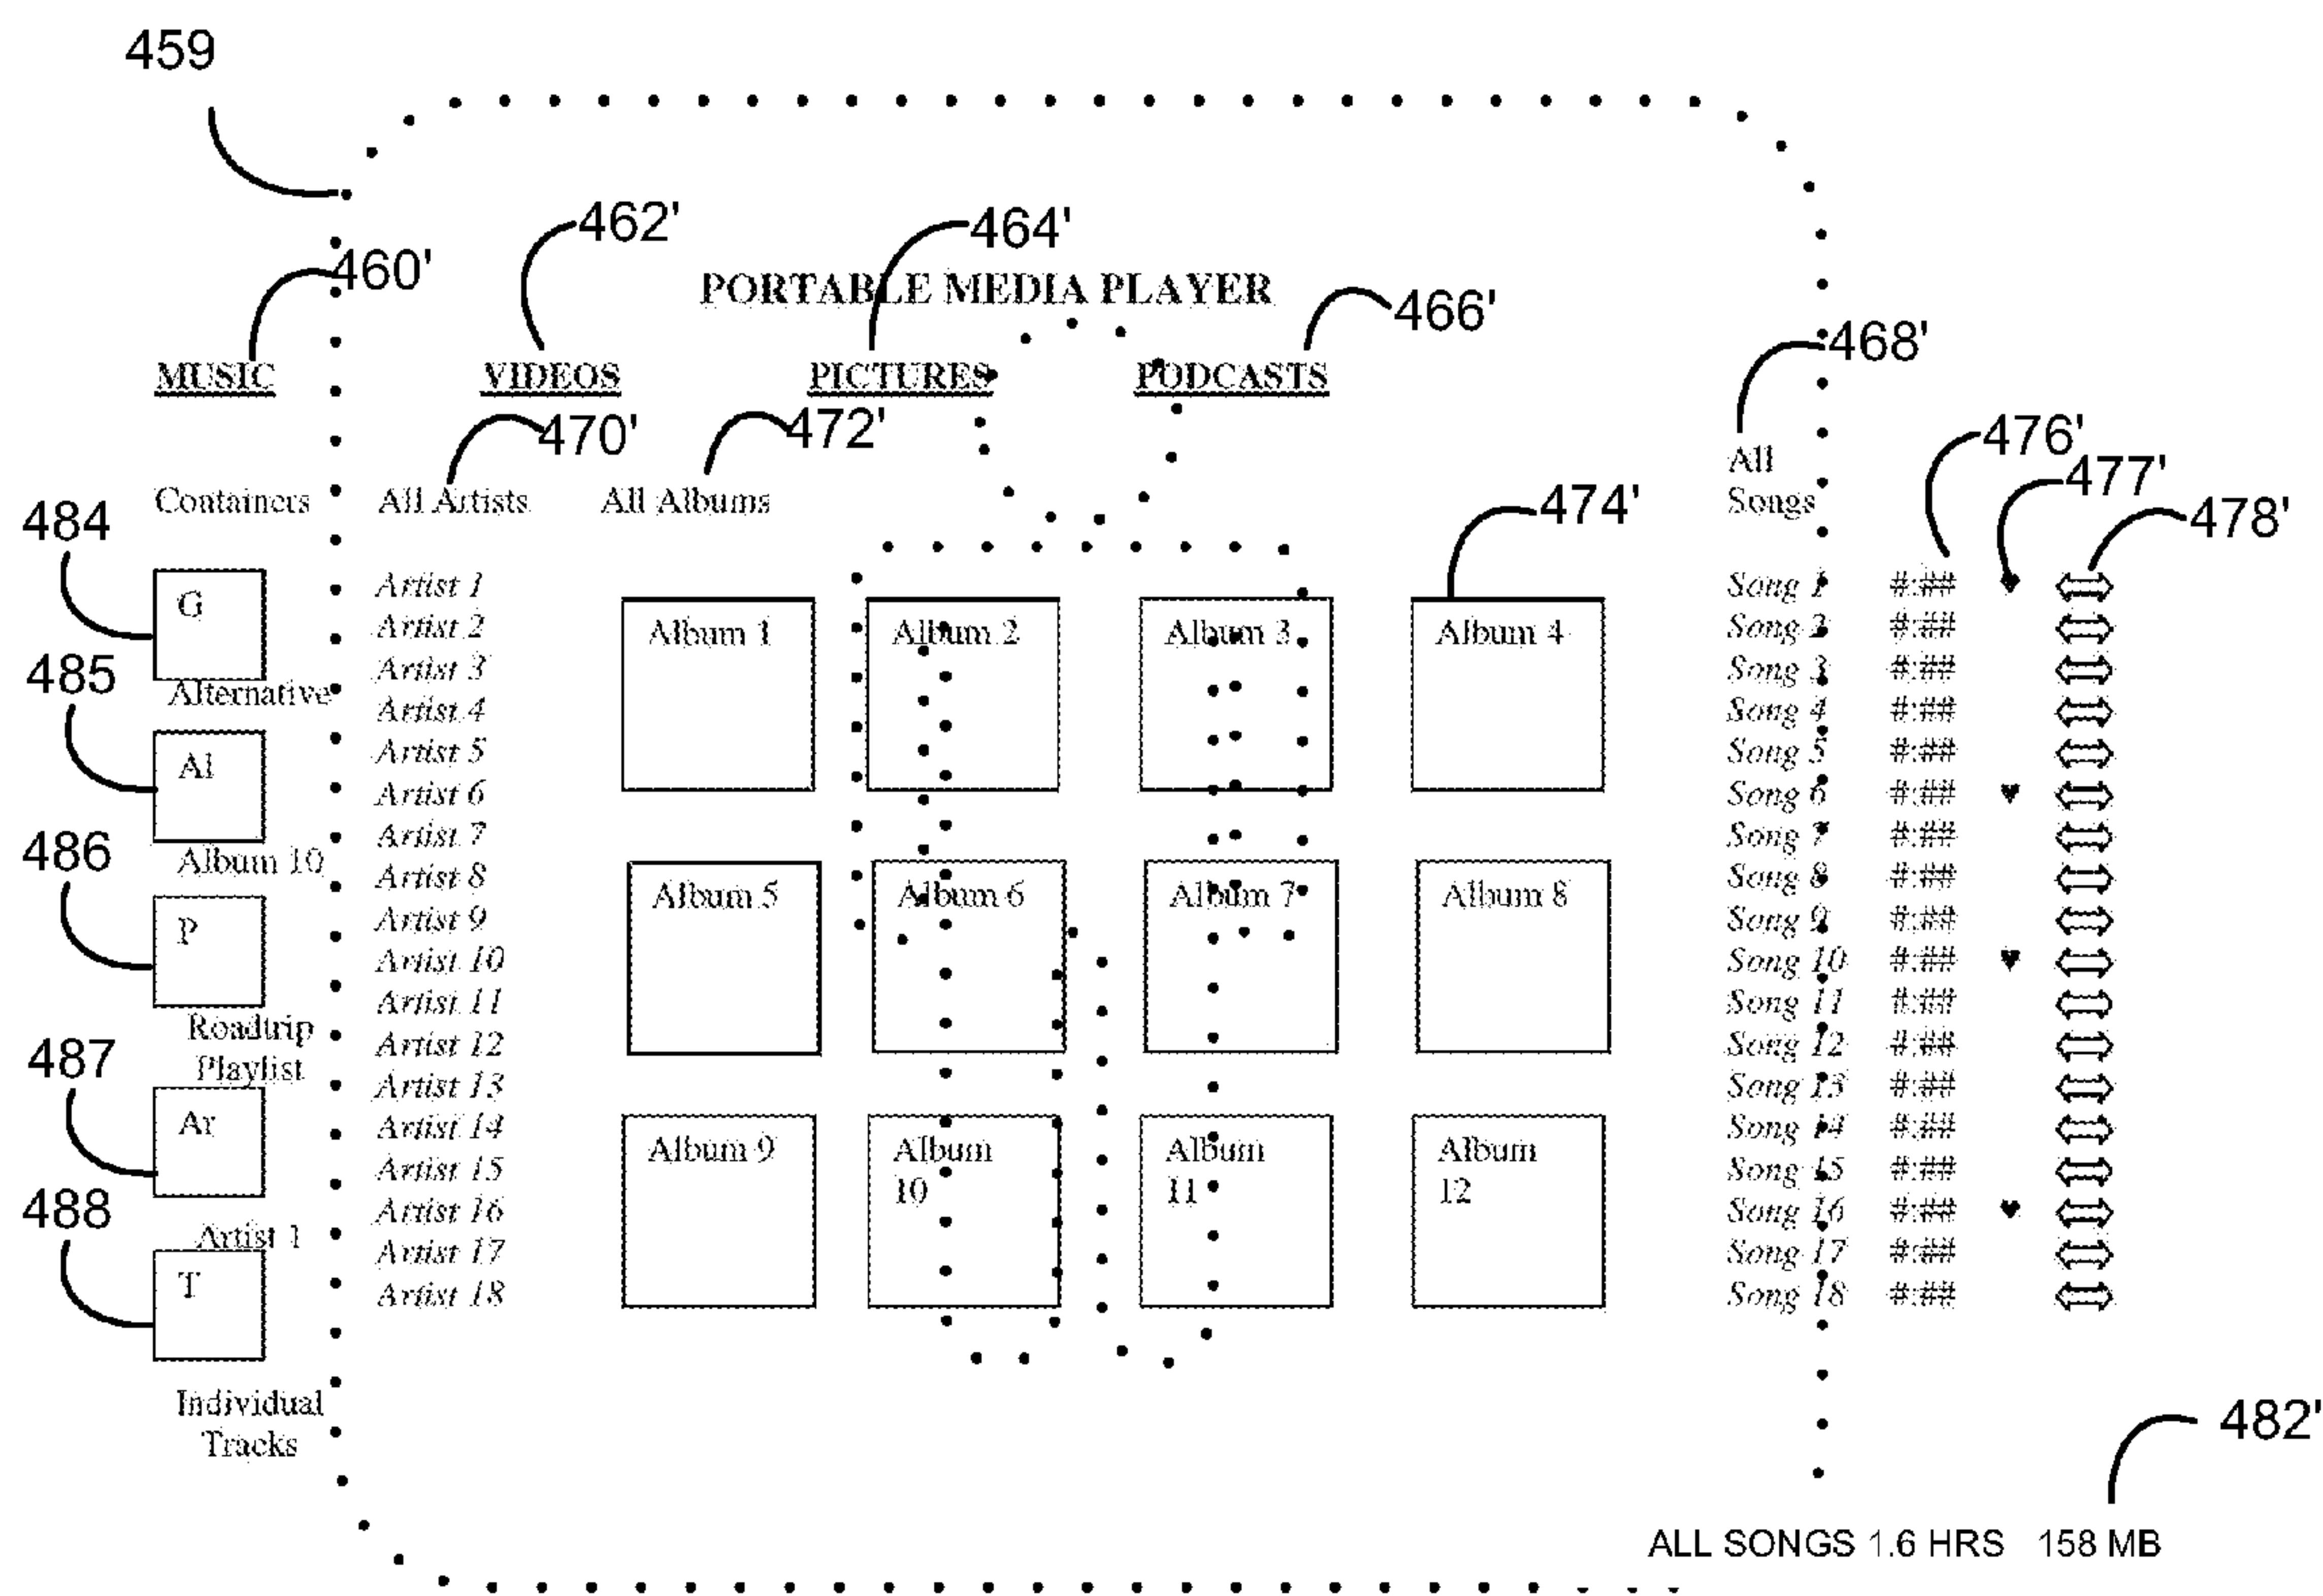 459
462' 464'
460' PORTABLE MEDIA PLAYER 466'
468'
MUSIC VIDEOS PICTURES PODCASTS
470' 472' 476'
All Songs 477'
Containers All Artists All Albums 474' 478'
484
G
Alternative
485
Al
Album 10
486
P
Roadtrip
Playlist
487
Ar
Artist 1
488
T
Individual
Tracks
Artist 1
Artist 2
Artist 3
Artist 4
Artist 5
Artist 6
Artist 7
Artist 8
Artist 9
Artist 10
Artist 11
Artist 12
Artist 13
Artist 14
Artist 15
Artist 16
Artist 17
Artist 18
Album 1 Album 2 Album 3 Album 4
Album 5 Album 6 Album 7 Album 8
Album 9 Album 10 Album 11 Album 12
Song 1 #:## ♥
Song 2 #:##
Song 3 #:##
Song 4 #:##
Song 5 #:##
Song 6 #:## ♥
Song 7 #:##
Song 8 #:##
Song 9 #:##
Song 10 #:## ♥
Song 11 #:##
Song 12 #:##
Song 13 #:##
Song 14 #:##
Song 15 #:##
Song 16 #:## ♥
Song 17 #:##
Song 18 #:##
482'
ALL SONGS 1.6 HRS 158 MB